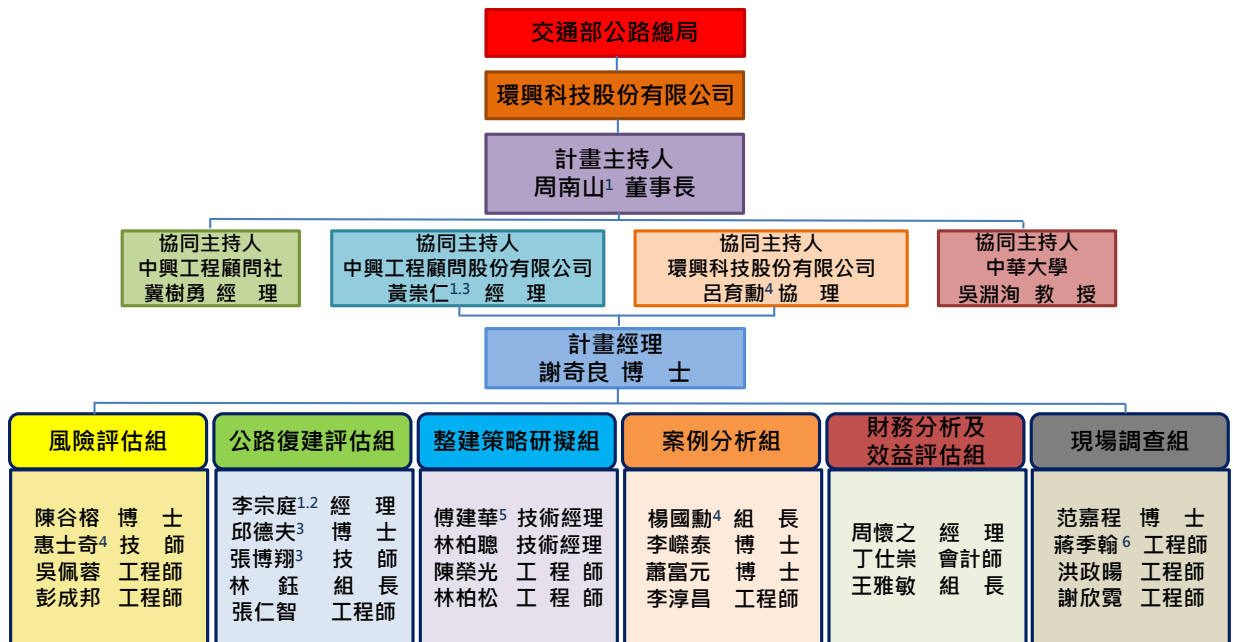 交通部公路總局
環興科技股份有限公司
計畫主持人
周南山1 董事長
協同主持人
中興工程顧問社
冀樹勇 經 理
協同主持人
中興工程顧問股份有限公司
黃崇仁1.3 經 理
協同主持人
環興科技股份有限公司
呂育勳4 協 理
協同主持人
中華大學
吳淵洵 教 授
計畫經理
謝奇良 博 士
風險評估組
陳谷榕 博 士
惠士奇4 技 師
吳佩蓉 工程師
彭成邦 工程師
公路復建評估組
李宗庭1.2 經 理
邱德夫3 博 士
張博翔3 技 師
林 鈺 組 長
張仁智 工程師
整建策略研擬組
傅建華5 技術經理
林柏聰 技術經理
陳榮光 工 程 師
林柏松 工 程 師
案例分析組
楊國勳4 組 長
李嶸泰 博 士
蕭富元 博 士
李淳昌 工程師
財務分析及
效益評估組
周懷之 經 理
丁仕崇 會計師
王雅敏 組 長
現場調查組
范嘉程 博 士
蔣季翰6 工程師
洪政暘 工程師
謝欣霓 工程師